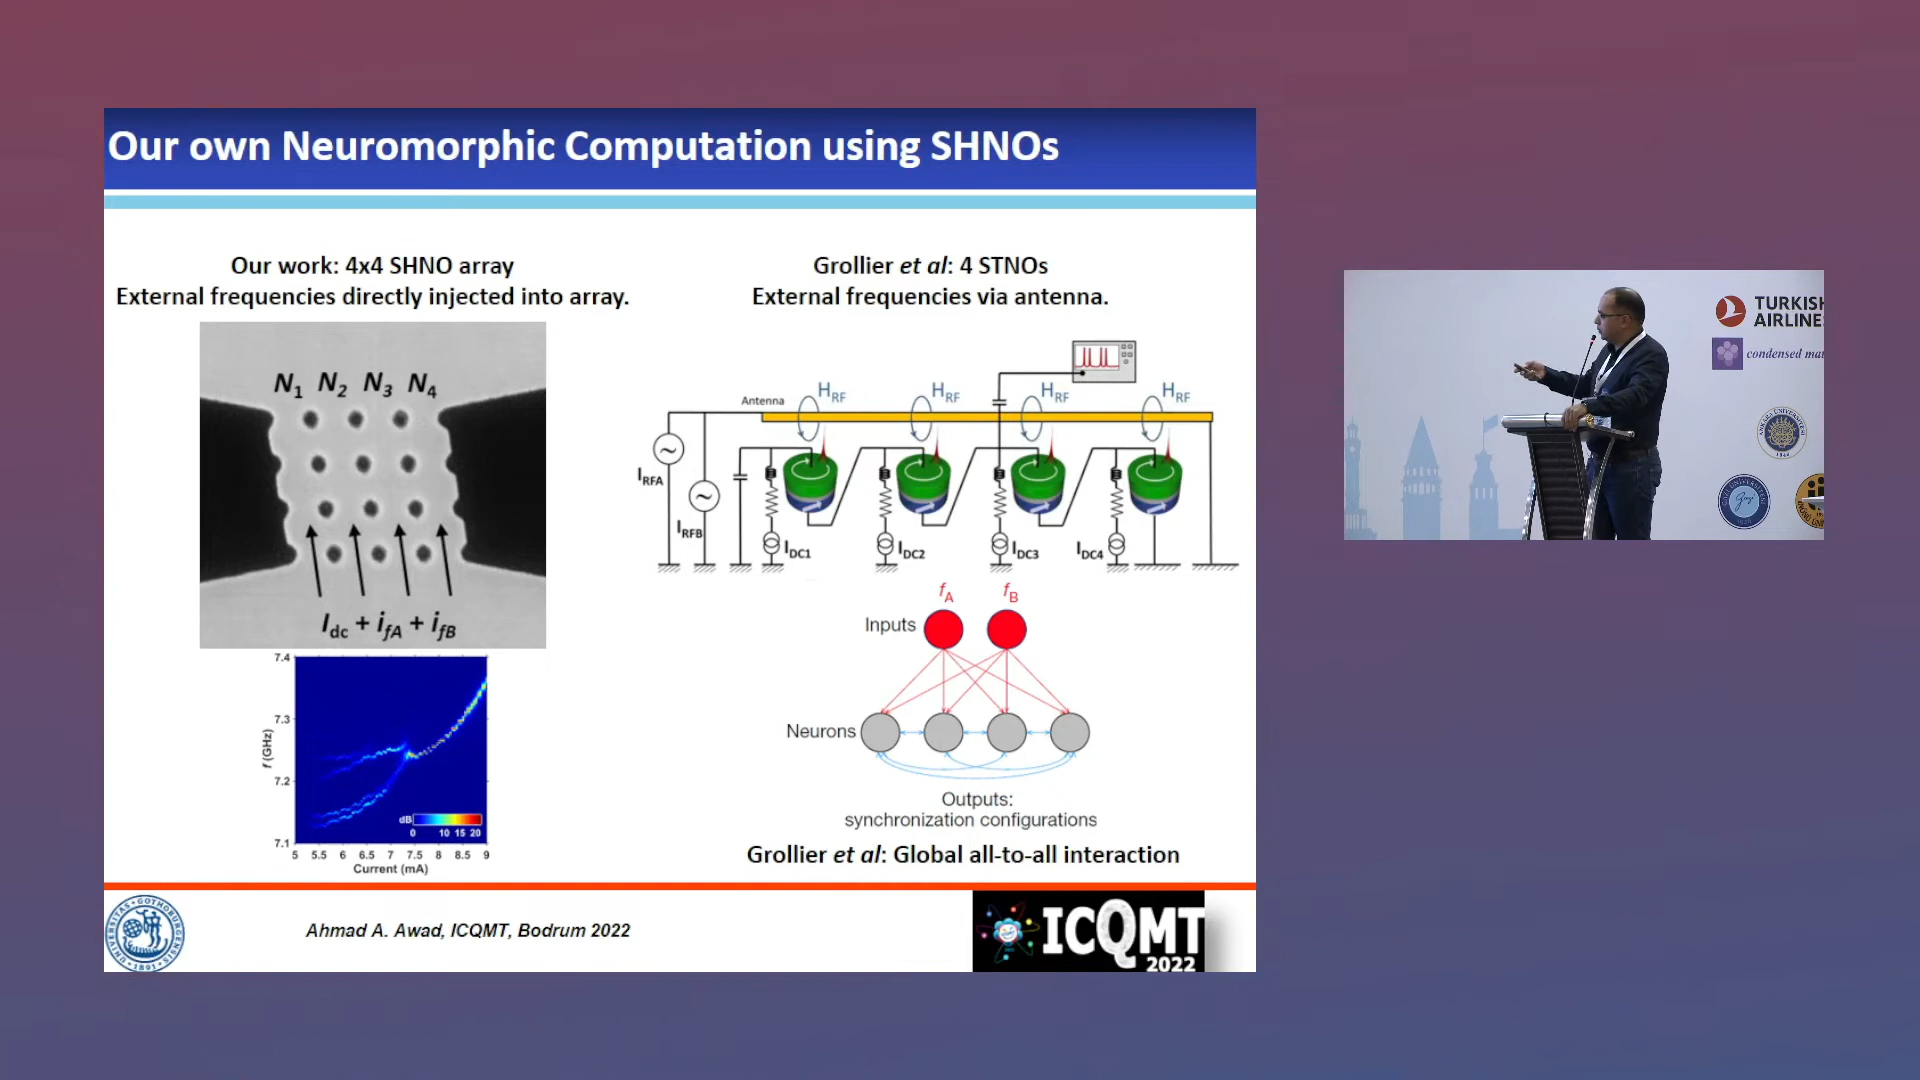 Our own Neuromorphic Computation using SHNOs
Our work: 4x4 SHNO array
External frequencies directly injected into array.
N1 N2 N3 N4
Idc + ifA + ifB
7.4
7.3
7.2
7.1
f (GHz)
dB
0 10 15 20
5 5.5 6 6.5 7 7.5 8 8.5 9
Current (mA)
Grollier et al: 4 STNOs
External frequencies via antenna.
Antenna
HRF HRF HRF HRF
IRFA
IRFB
IDC1 IDC2 IDC3 IDC4
fA fB
Inputs
Neurons
Outputs:
synchronization configurations
Grollier et al: Global all-to-all interaction
Ahmad A. Awad, ICQMT, Bodrum 2022
ICQMT
2022
TURKISH
AIRLINE
condensed mat